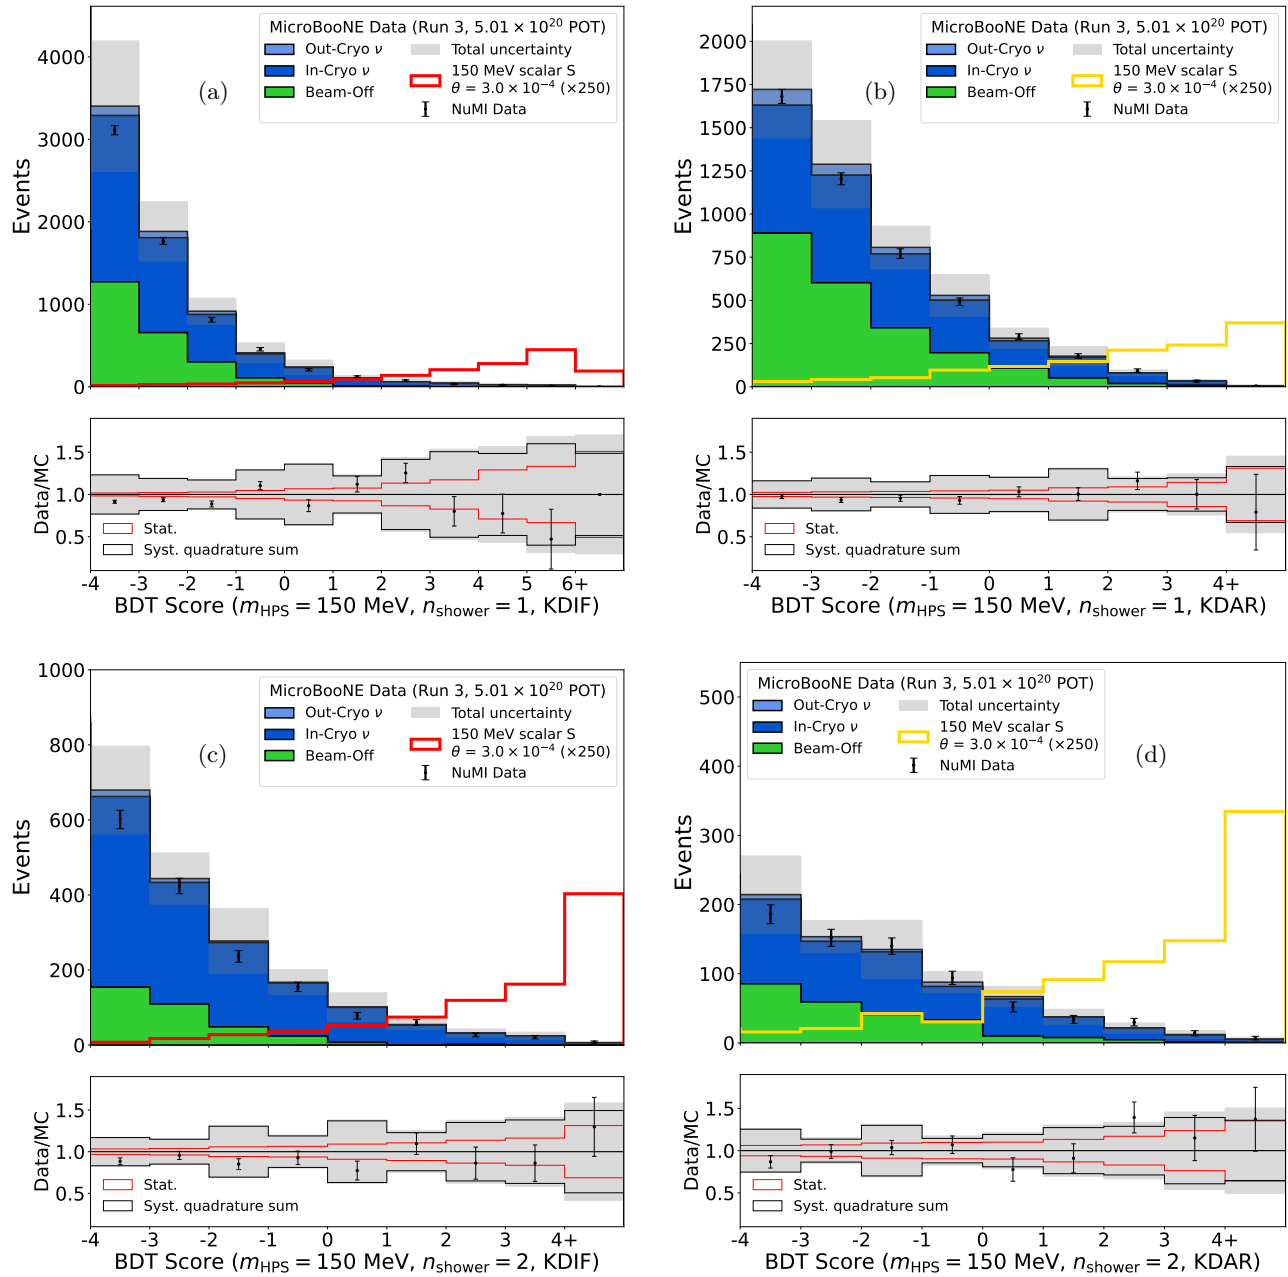 MicroBooNE Data (Run 3, 5.01 × 10²⁰ POT)
Out-Cryo ν
In-Cryo ν
Beam-Off
Total uncertainty
150 MeV scalar S
θ = 3.0 × 10⁻⁴ (×250)
NuMI Data
(a)
Events
4000
3000
2000
1000
0
Data/MC
1.5
1.0
0.5
Stat.
Syst. quadrature sum
-4 -3 -2 -1 0 1 2 3 4 5 6+
BDT Score (m_HPS = 150 MeV, n_shower = 1, KDIF)
MicroBooNE Data (Run 3, 5.01 × 10²⁰ POT)
Out-Cryo ν
In-Cryo ν
Beam-Off
Total uncertainty
150 MeV scalar S
θ = 3.0 × 10⁻⁴ (×250)
NuMI Data
(b)
Events
2000
1750
1500
1250
1000
750
500
250
0
Data/MC
1.5
1.0
0.5
Stat.
Syst. quadrature sum
-4 -3 -2 -1 0 1 2 3 4+
BDT Score (m_HPS = 150 MeV, n_shower = 1, KDAR)
MicroBooNE Data (Run 3, 5.01 × 10²⁰ POT)
Out-Cryo ν
In-Cryo ν
Beam-Off
Total uncertainty
150 MeV scalar S
θ = 3.0 × 10⁻⁴ (×250)
NuMI Data
(c)
Events
1000
800
600
400
200
0
Data/MC
1.5
1.0
0.5
Stat.
Syst. quadrature sum
-4 -3 -2 -1 0 1 2 3 4+
BDT Score (m_HPS = 150 MeV, n_shower = 2, KDIF)
MicroBooNE Data (Run 3, 5.01 × 10²⁰ POT)
Out-Cryo ν
In-Cryo ν
Beam-Off
Total uncertainty
150 MeV scalar S
θ = 3.0 × 10⁻⁴ (×250)
NuMI Data
(d)
Events
500
400
300
200
100
0
Data/MC
1.5
1.0
0.5
Stat.
Syst. quadrature sum
-4 -3 -2 -1 0 1 2 3 4+
BDT Score (m_HPS = 150 MeV, n_shower = 2, KDAR)